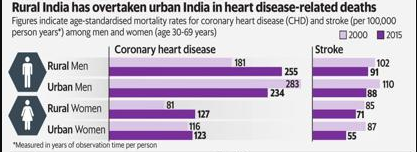 Rural India has overtaken urban India in heart disease-related deaths
Figures indicate age-standardised mortality rates for coronary heart disease (CHD) and stroke (per 100,000
person years*) among men and women (age 30-69 years)
2000 2015
Coronary heart disease Stroke
Rural Men 181 102
255 91
Urban Men 283 110
234 88
Rural Women 81 85
127 71
Urban Women 116 87
123 55
*Measured in years of observation time per person